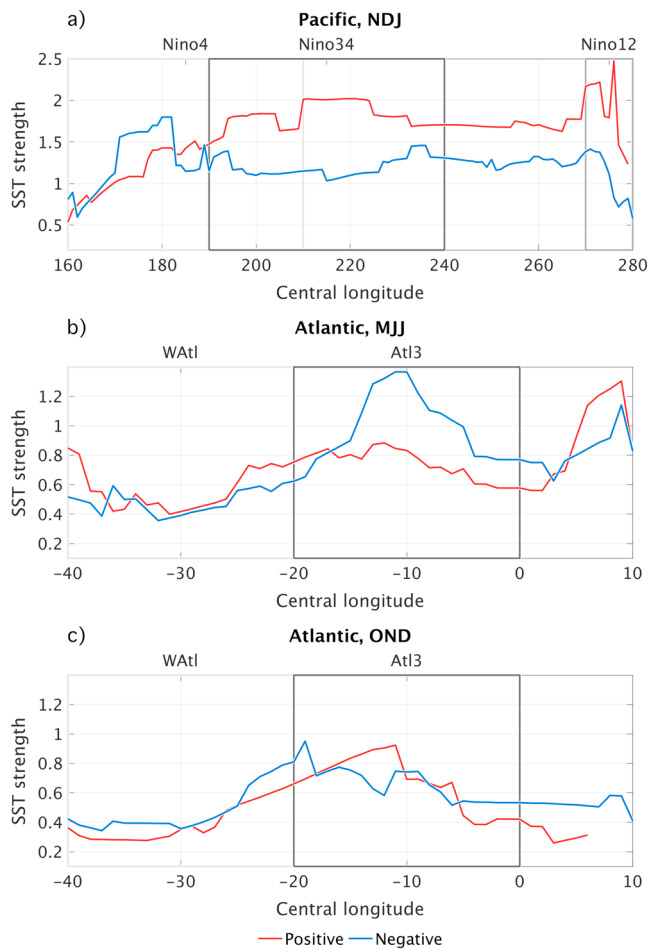 a) Pacific, NDJ
Nino4 Nino34 Nino12
2.5
2
1.5
1
0.5
SST strength
160 180 200 220 240 260 280
Central longitude
b) Atlantic, MJJ
WAtl Atl3
1.2
1
0.8
0.6
0.4
0.2
SST strength
−40 −30 −20 −10 0 10
Central longitude
c) Atlantic, OND
WAtl Atl3
1.2
1
0.8
0.6
0.4
0.2
SST strength
−40 −30 −20 −10 0 10
Central longitude
Positive Negative